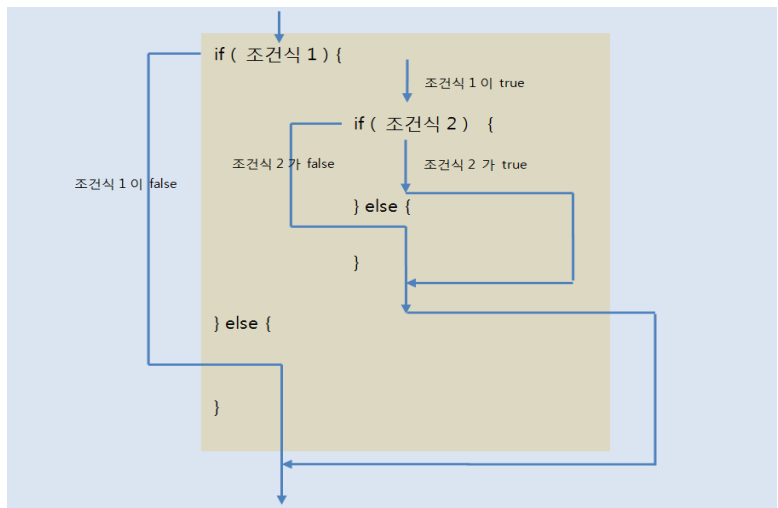 if ( 조건식 1 ) {
조건식 1 이 true
if ( 조건식 2 ) {
조건식 2 가 false
조건식 2 가 true
조건식 1 이 false
} else {
}
} else {
}